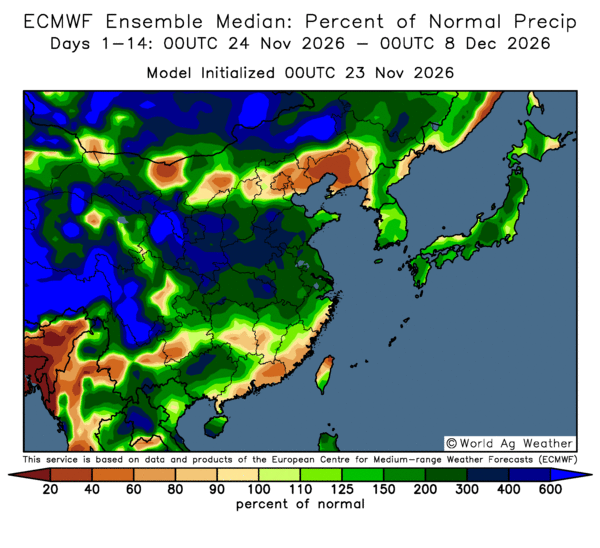 ECMWF Ensemble Median: Percent of Normal Precip
Days 1-14: 00UTC 24 Nov 2026 - 00UTC 8 Dec 2026
Model Initialized 00UTC 23 Nov 2026
©World Ag Weather
This service is based on data and products of the European Centre for Medium-range Weather Forecasts (ECMWF)
20 40 60 80 90 100 110 125 150 200 300 400 600
percent of normal